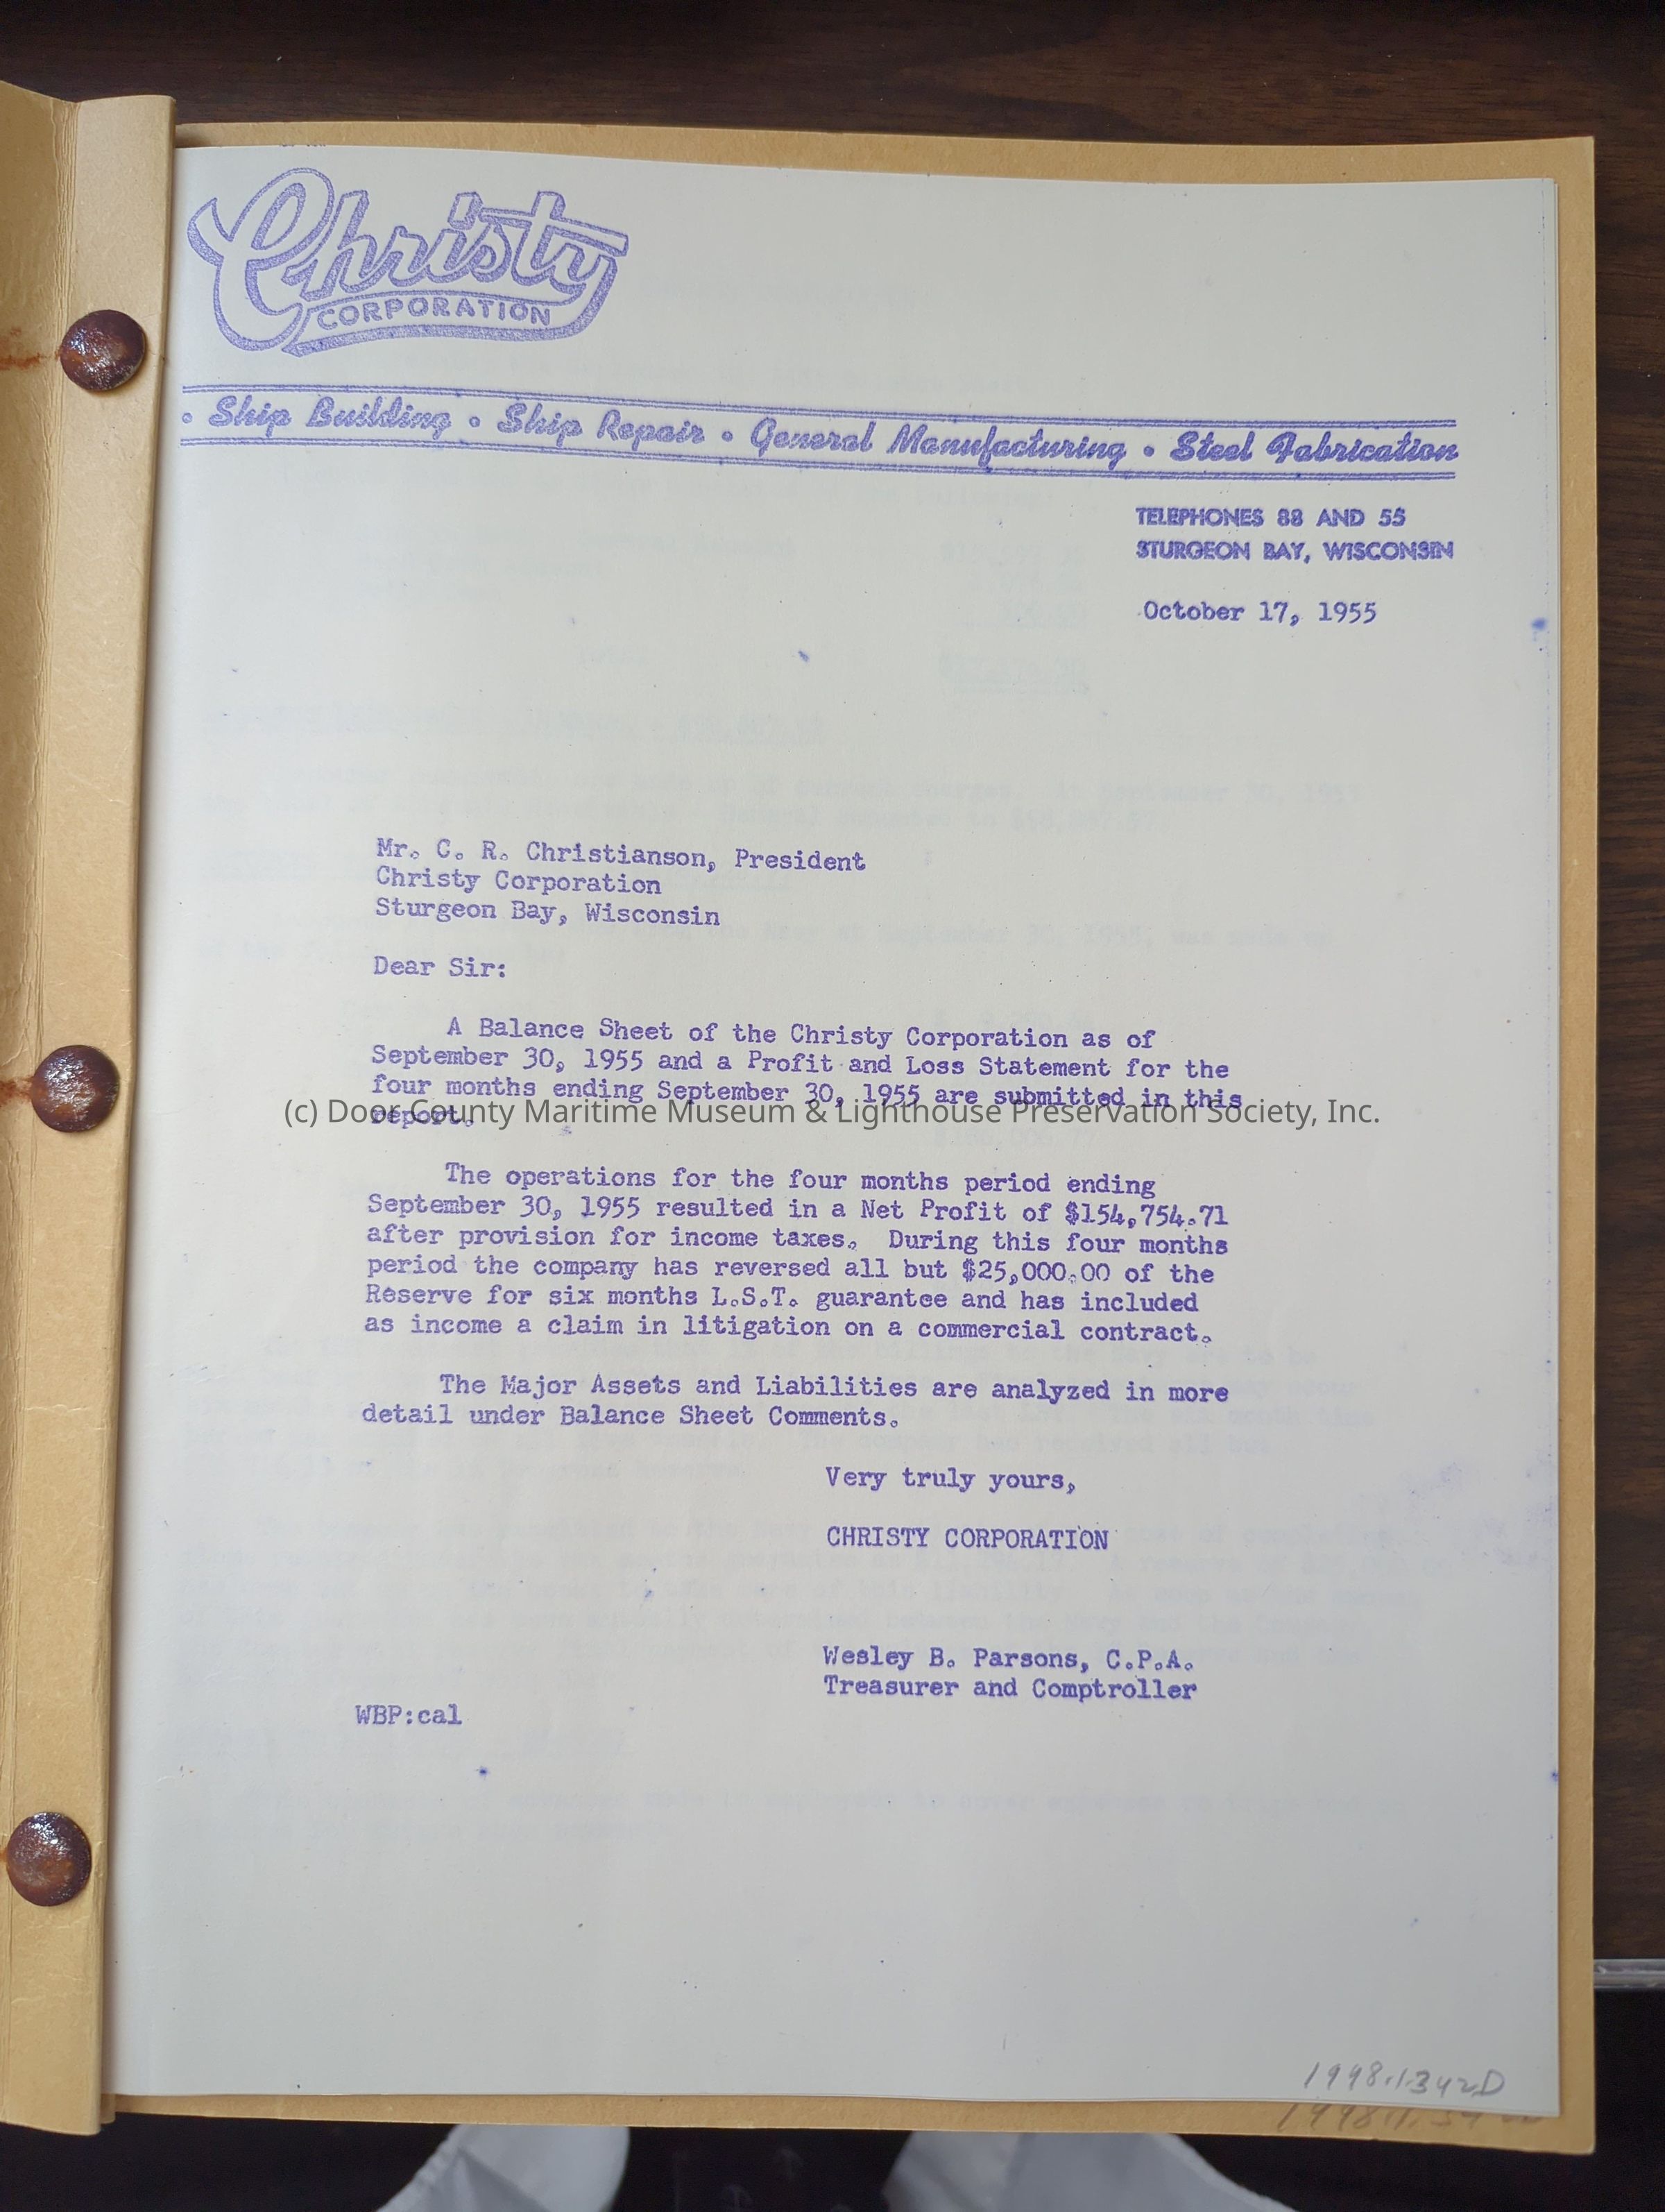 Christy
CORPORATION
• Ship Building • Ship Repair • General Manufacturing • Steel Fabrication
TELEPHONES 88 AND 55
STURGEON BAY, WISCONSIN
October 17, 1955
Mr. C. R. Christianson, President
Christy Corporation
Sturgeon Bay, Wisconsin
Dear Sir:
A Balance Sheet of the Christy Corporation as of
September 30, 1955 and a Profit and Loss Statement for the
four months ending September 30, 1955 are submitted in this
report.
(c) Door County Maritime Museum & Lighthouse Preservation Society, Inc.
The operations for the four months period ending
September 30, 1955 resulted in a Net Profit of $154,754.71
after provision for income taxes. During this four months
period the company has reversed all but $25,000.00 of the
Reserve for six months L.S.T. guarantee and has included
as income a claim in litigation on a commercial contract.
The Major Assets and Liabilities are analyzed in more
detail under Balance Sheet Comments.
Very truly yours,
CHRISTY CORPORATION
Wesley B. Parsons, C.P.A.
Treasurer and Comptroller
WBP:cal
1998.1.342D